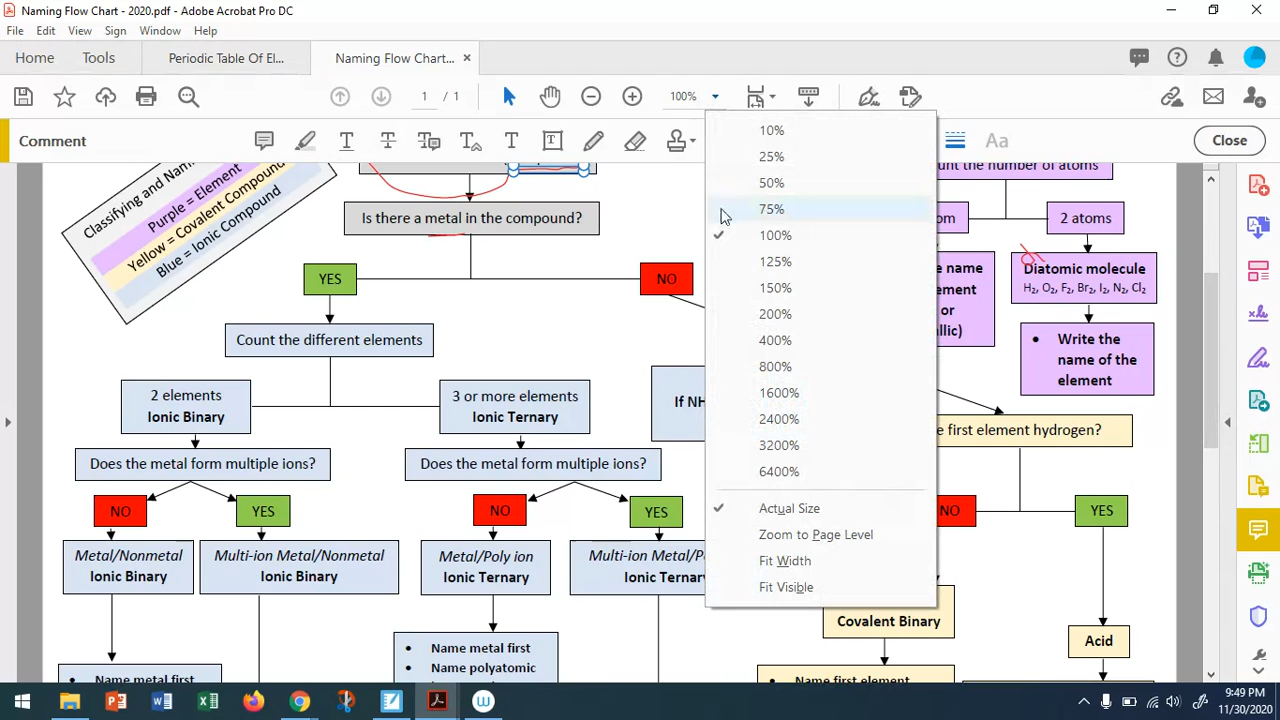 Naming Flow Chart - 2020.pdf - Adobe Acrobat Pro DC
File Edit View Sign Window Help
Home Tools Periodic Table Of El... Naming Flow Chart...
1 / 1 100%
Comment Close
10%
25%
50%
75%
100%
125%
150%
200%
400%
800%
1600%
2400%
3200%
6400%
Actual Size
Zoom to Page Level
Fit Width
Fit Visible
Classifying and Nam
Purple = Element
Yellow = Covalent Compound
Blue = Ionic Compound
Is there a metal in the compound?
YES
NO
Count the different elements
2 elements
Ionic Binary
3 or more elements
Ionic Ternary
If NH
Does the metal form multiple ions?
Does the metal form multiple ions?
NO YES NO YES
Metal/Nonmetal
Ionic Binary
Multi-ion Metal/Nonmetal
Ionic Binary
Metal/Poly ion
Ionic Ternary
Multi-ion Metal/P
Ionic Ternary
• Name metal first
• Name metal first
• Name polyatomic
unt the number of atoms
om
2 atoms
e name
ement
or
llic)
Diatomic molecule
H₂, O₂, F₂, Br₂, I₂, N₂, Cl₂
• Write the
name of the
element
e first element hydrogen?
NO YES
Covalent Binary
Acid
• Name first element
9:49 PM
11/30/2020